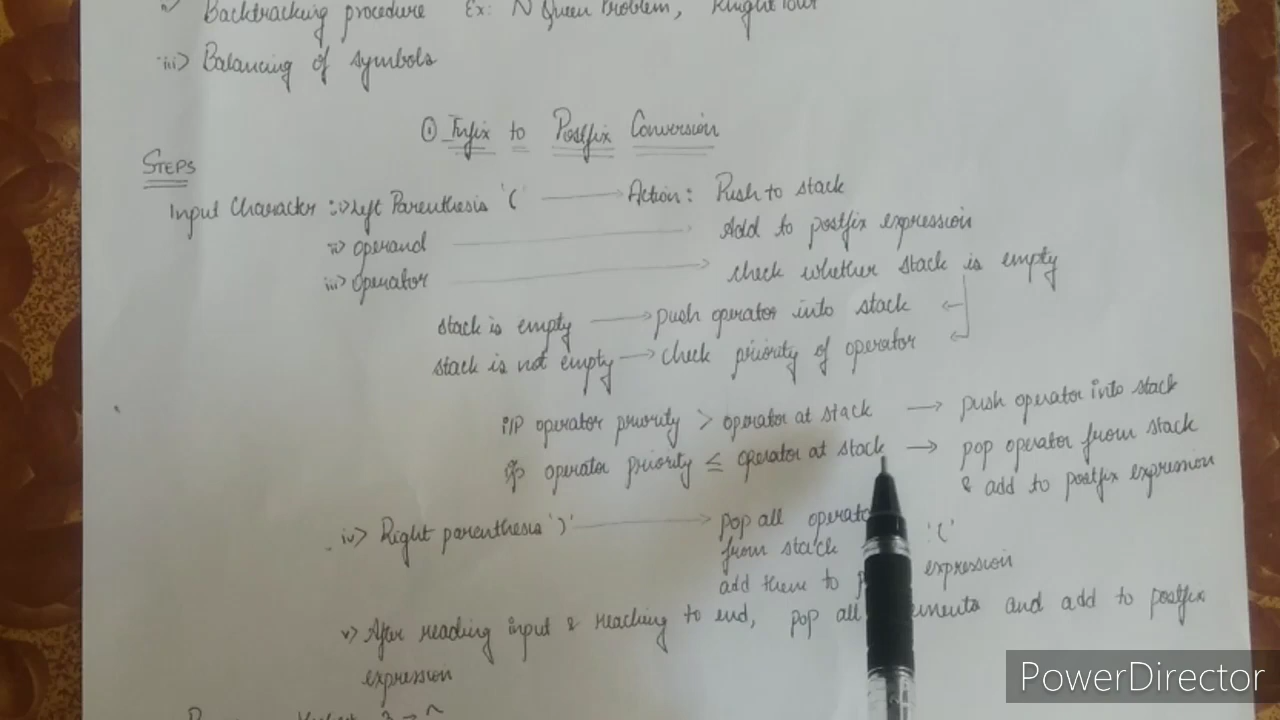 Backtracking procedure Ex: N Queen Problem, Knight Tour
iii> Balancing of symbols
① Infix to Postfix Conversion
STEPS
Input Character : i> Left Parenthesis '(' → Action: Push to stack
ii> operand → Add to postfix expression
iii> operator → check whether stack is empty
stack is empty → push operator into stack
stack is not empty → check priority of operator
i/P operator priority > operator at stack → push operator into stack
i/p operator priority ≤ operator at stack → pop operator from stack
& add to postfix expression
iv> Right parenthesis ')' → pop all '('
from stack
add them to expression
v> After reading input & reaching to end, pop all and add to postfix
expression
PowerDirector